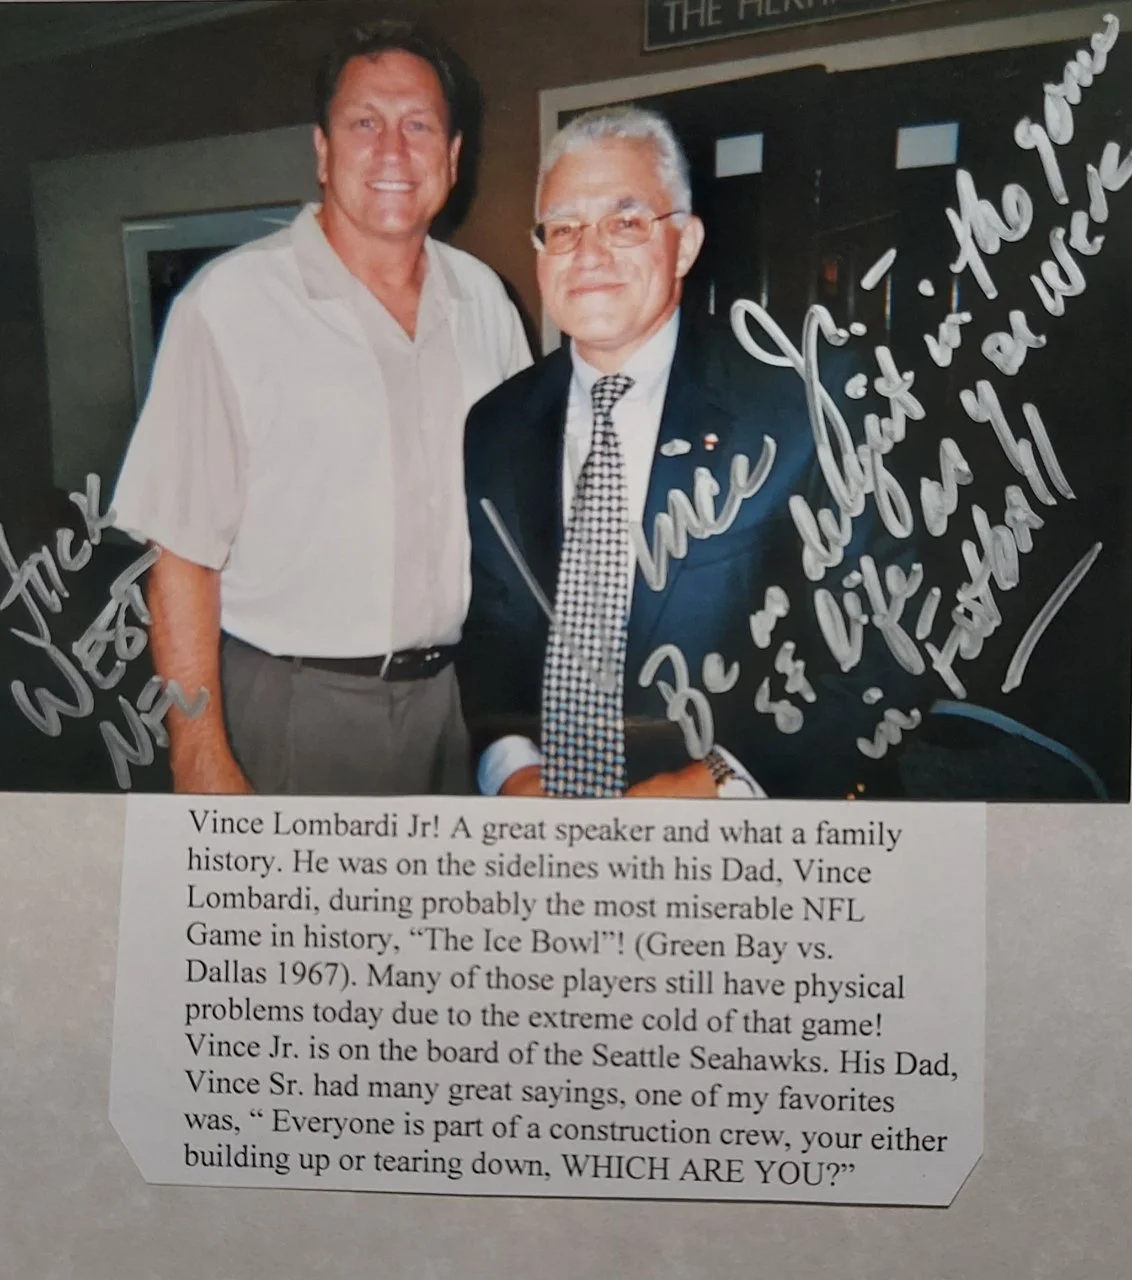 THE HER
Vince Jr. -
Be as in the game
of life, as were
in Football!!
WEST
NFL
Vince Lombardi Jr! A great speaker and what a family
history. He was on the sidelines with his Dad, Vince
Lombardi, during probably the most miserable NFL
Game in history, “The Ice Bowl”! (Green Bay vs.
Dallas 1967). Many of those players still have physical
problems today due to the extreme cold of that game!
Vince Jr. is on the board of the Seattle Seahawks. His Dad,
Vince Sr. had many great sayings, one of my favorites
was, “ Everyone is part of a construction crew, your either
building up or tearing down, WHICH ARE YOU?”